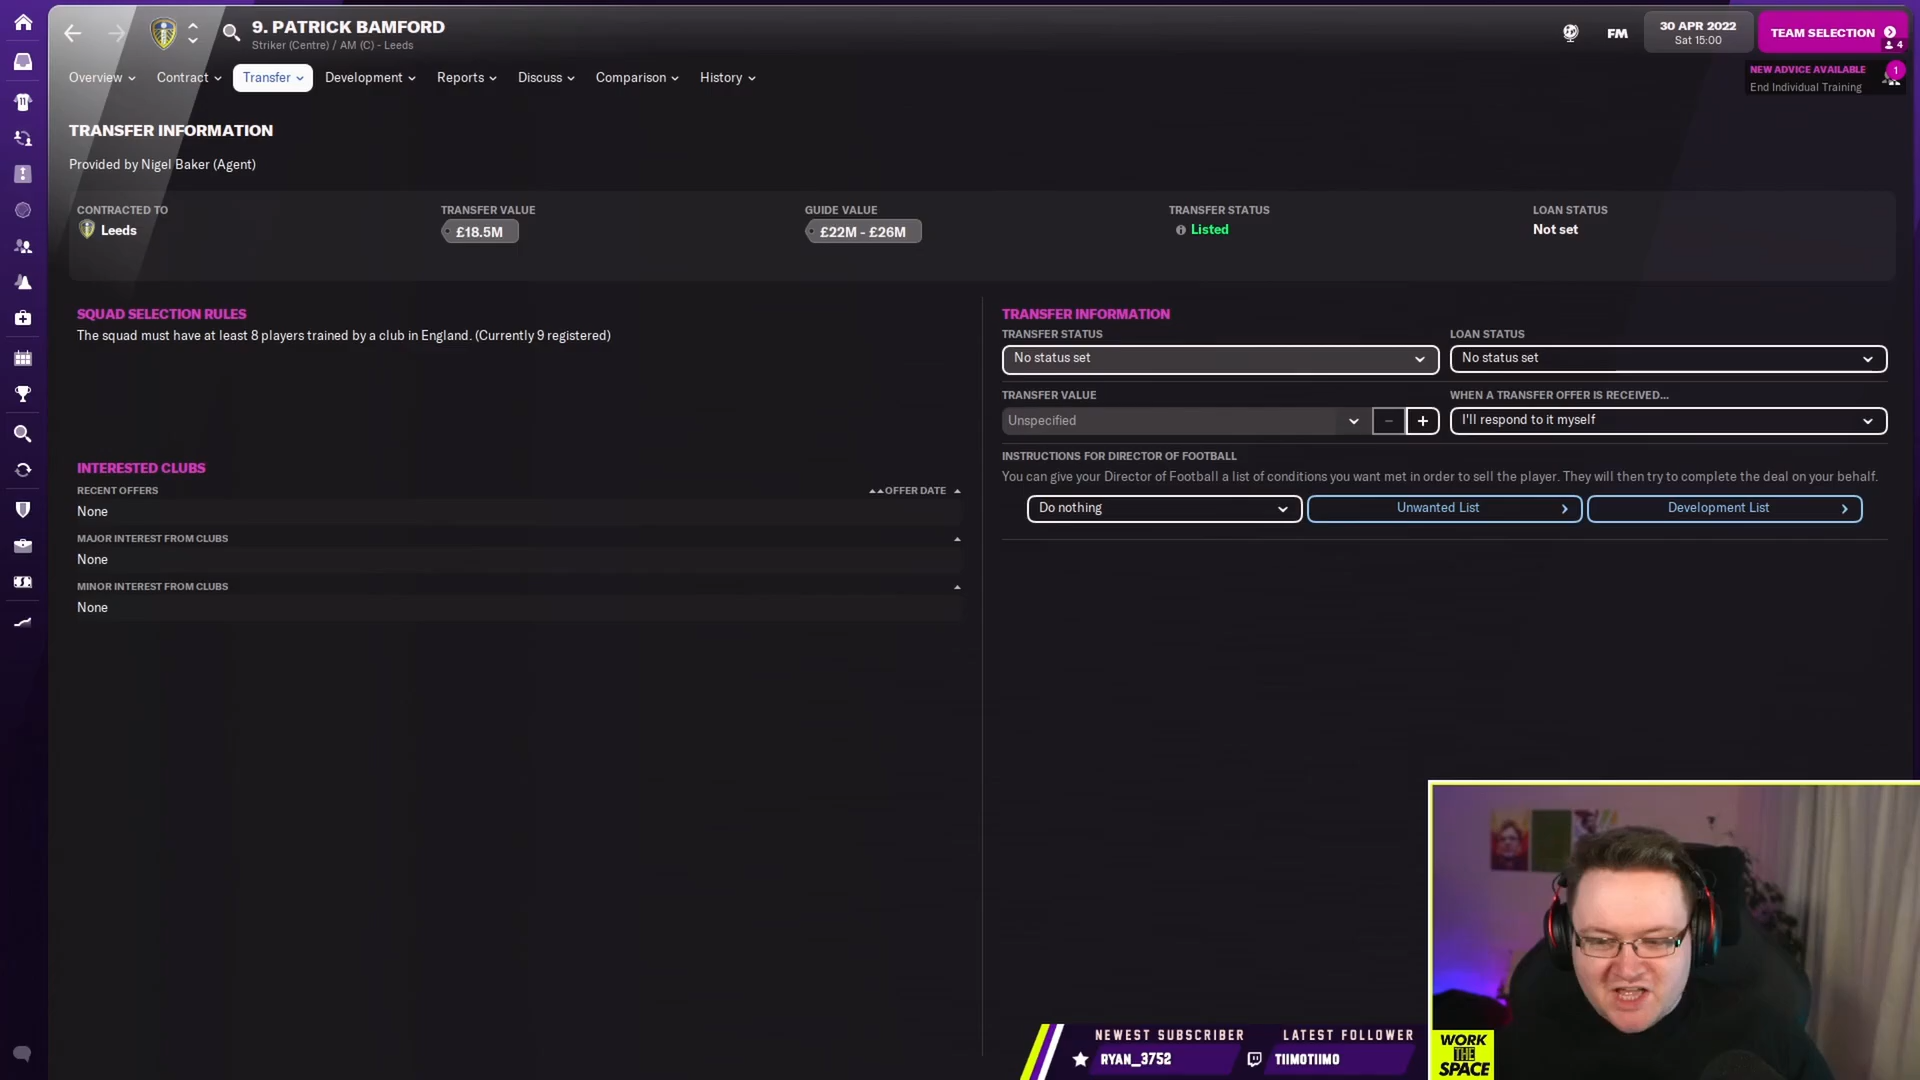 9. PATRICK BAMFORD
Striker (Centre) / AM (C) - Leeds
FM
30 APR 2022
Sat 15:00
TEAM SELECTION
4
Overview
Contract
Transfer
Development
Reports
Discuss
Comparison
History
NEW ADVICE AVAILABLE
1
End Individual Training
TRANSFER INFORMATION
Provided by Nigel Baker (Agent)
CONTRACTED TO
Leeds
TRANSFER VALUE
£18.5M
GUIDE VALUE
£22M - £26M
TRANSFER STATUS
Listed
LOAN STATUS
Not set
SQUAD SELECTION RULES
The squad must have at least 8 players trained by a club in England. (Currently 9 registered)
INTERESTED CLUBS
RECENT OFFERS
OFFER DATE
None
MAJOR INTEREST FROM CLUBS
None
MINOR INTEREST FROM CLUBS
None
TRANSFER INFORMATION
TRANSFER STATUS
No status set
LOAN STATUS
No status set
TRANSFER VALUE
Unspecified
WHEN A TRANSFER OFFER IS RECEIVED...
I'll respond to it myself
INSTRUCTIONS FOR DIRECTOR OF FOOTBALL
You can give your Director of Football a list of conditions you want met in order to sell the player. They will then try to complete the deal on your behalf.
Do nothing
Unwanted List
Development List
NEWEST SUBSCRIBER
RYAN_3752
LATEST FOLLOWER
TIIMOTIIMO
WORK
THE
SPACE